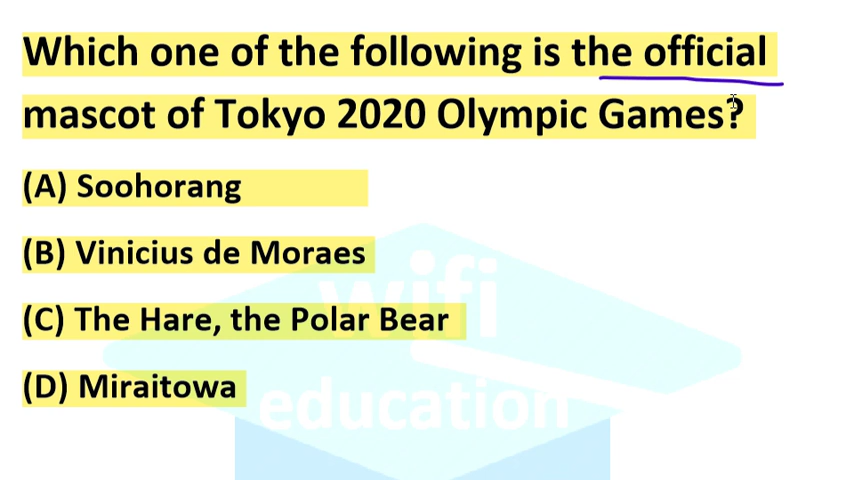 Which one of the following is the official
mascot of Tokyo 2020 Olympic Games?
(A) Soohorang
(B) Vinicius de Moraes
(C) The Hare, the Polar Bear
(D) Miraitowa
wifi
education